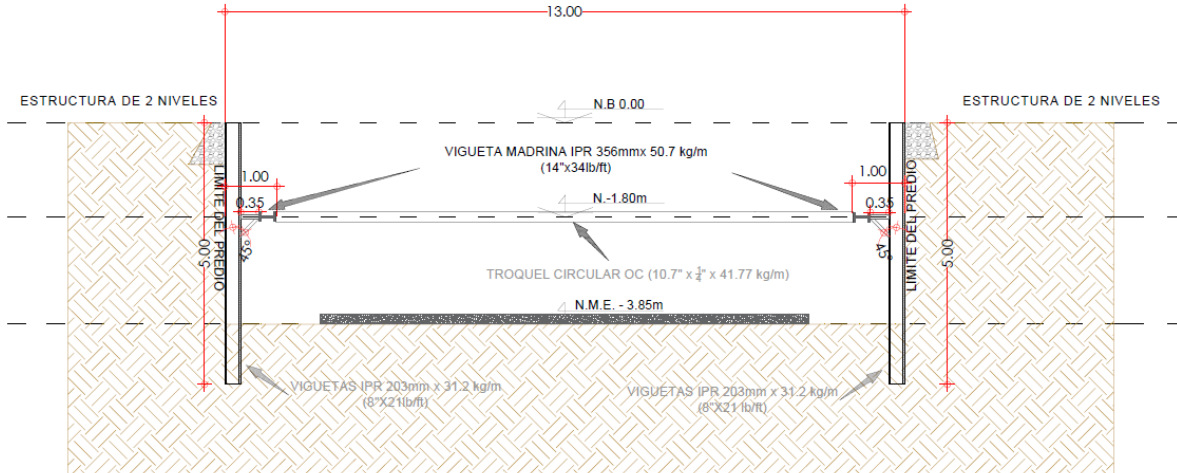 13.00
ESTRUCTURA DE 2 NIVELES
N.B 0.00
ESTRUCTURA DE 2 NIVELES
VIGUETA MADRINA IPR 356mmx 50.7 kg/m
(14"x34lb/ft)
1.00
1.00
N.-1.80m
0.35
0.35
LIMITE DEL PREDIO
LIMITE DEL PREDIO
5.00
5.00
45°
45°
TROQUEL CIRCULAR OC (10.7" x ¼" x 41.77 kg/m)
N.M.E. - 3.85m
VIGUETAS IPR 203mm x 31.2 kg/m
(8"X21lb/ft)
VIGUETAS IPR 203mm x 31.2 kg/m
(8"X21 lb/ft)